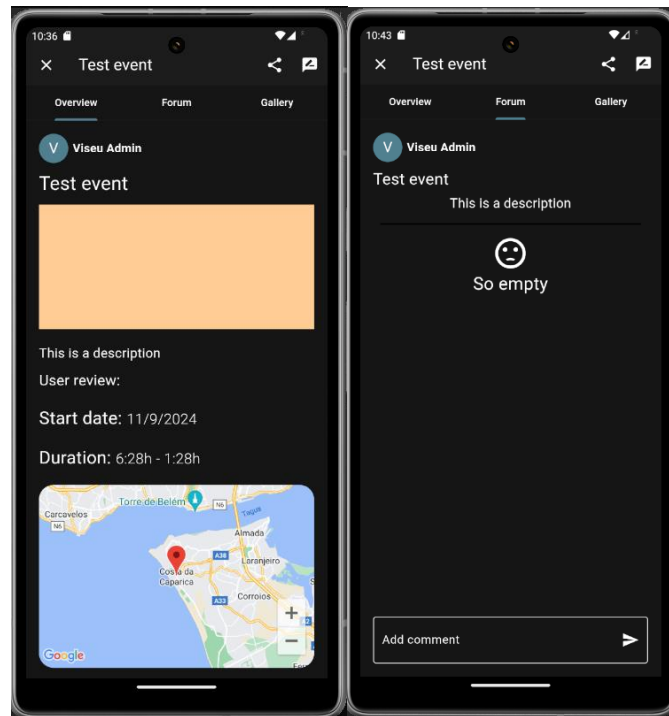 10:36
Test event
Overview Forum Gallery
V Viseu Admin
Test event
This is a description
User review:
Start date: 11/9/2024
Duration: 6:28h - 1:28h
Torre de Belém
Carcavelos
N6
N6
Tagus
Almada
A38
Laranjeiro
Costa da
Caparica
A33
Corroios
+
−
Google
10:43
Test event
Overview Forum Gallery
V Viseu Admin
Test event
This is a description
So empty
Add comment